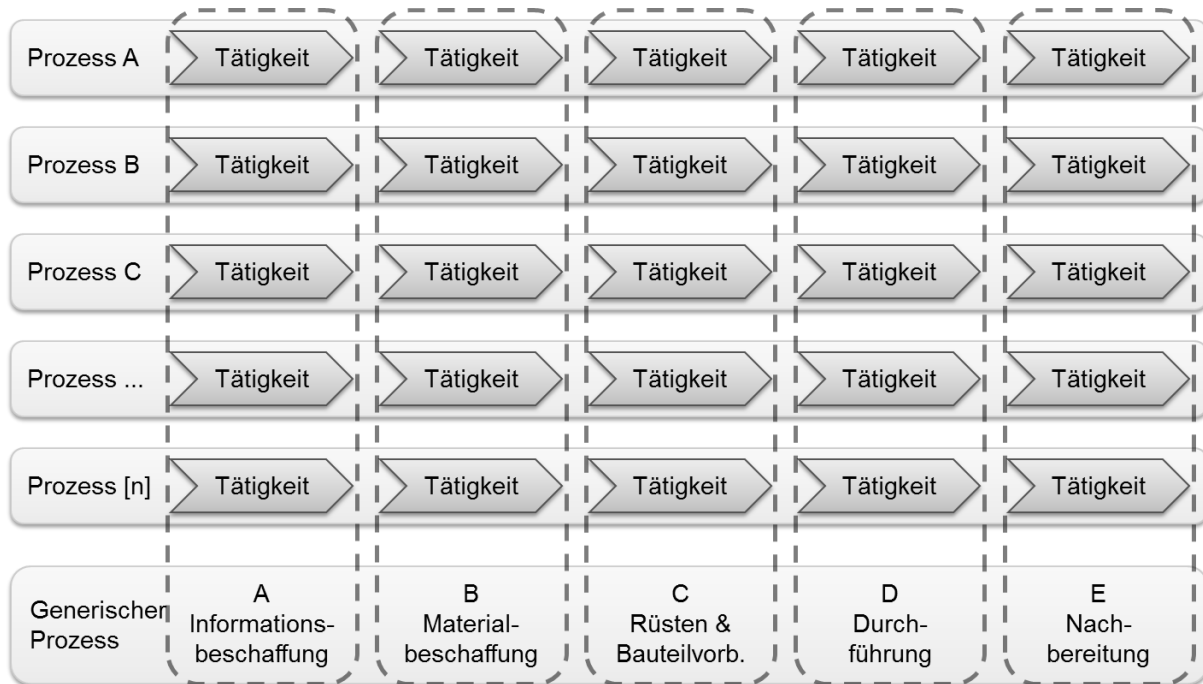 Prozess A Tätigkeit Tätigkeit Tätigkeit Tätigkeit Tätigkeit
Prozess B Tätigkeit Tätigkeit Tätigkeit Tätigkeit Tätigkeit
Prozess C Tätigkeit Tätigkeit Tätigkeit Tätigkeit Tätigkeit
Prozess ... Tätigkeit Tätigkeit Tätigkeit Tätigkeit Tätigkeit
Prozess [n] Tätigkeit Tätigkeit Tätigkeit Tätigkeit Tätigkeit
Generischer
Prozess
A
Informations-
beschaffung
B
Material-
beschaffung
C
Rüsten &
Bauteilvorb.
D
Durch-
führung
E
Nach-
bereitung